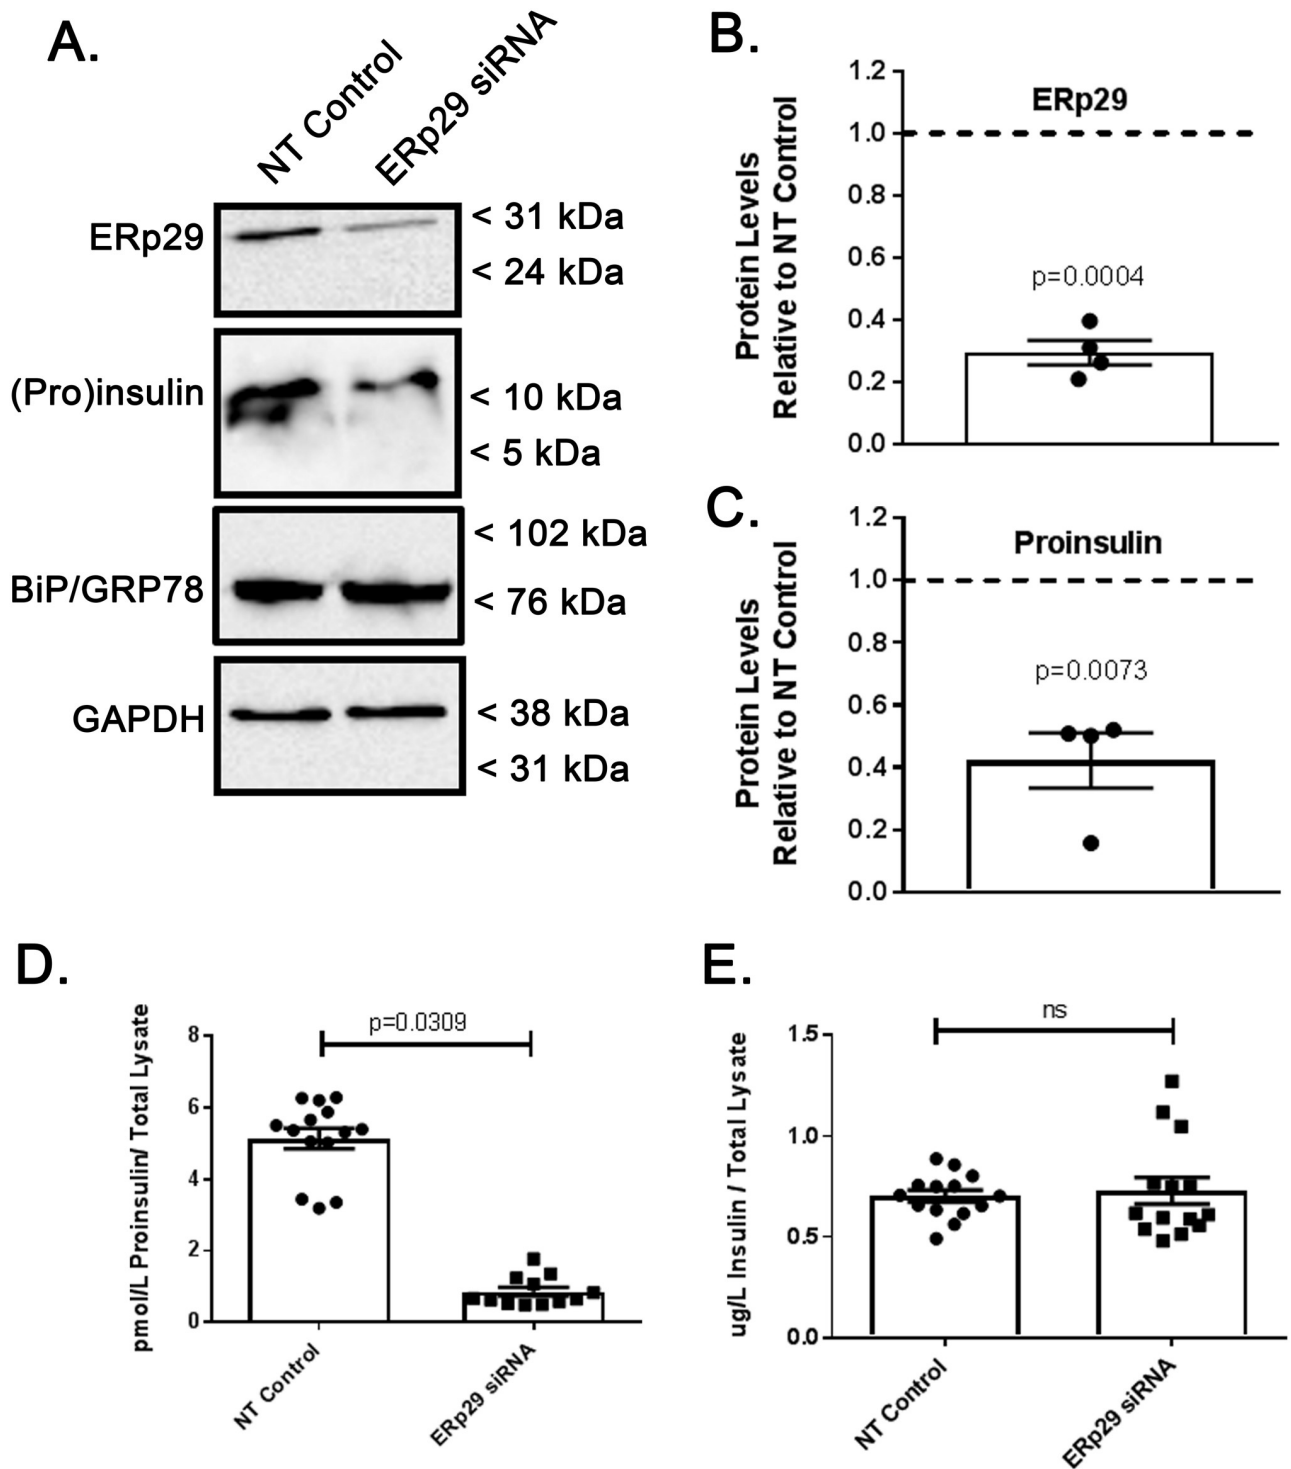 A.
NT Control
ERp29 siRNA
ERp29
< 31 kDa
< 24 kDa
(Pro)insulin
< 10 kDa
< 5 kDa
BiP/GRP78
< 102 kDa
< 76 kDa
GAPDH
< 38 kDa
< 31 kDa
B.
Protein Levels
Relative to NT Control
1.2
1.0
0.8
0.6
0.4
0.2
0.0
ERp29
p=0.0004
C.
Protein Levels
Relative to NT Control
1.2
1.0
0.8
0.6
0.4
0.2
0.0
Proinsulin
p=0.0073
D.
pmol/L Proinsulin/ Total Lysate
8
6
4
2
0
p=0.0309
NT Control
ERp29 siRNA
E.
ug/L Insulin / Total Lysate
1.5
1.0
0.5
0.0
ns
NT Control
ERp29 siRNA